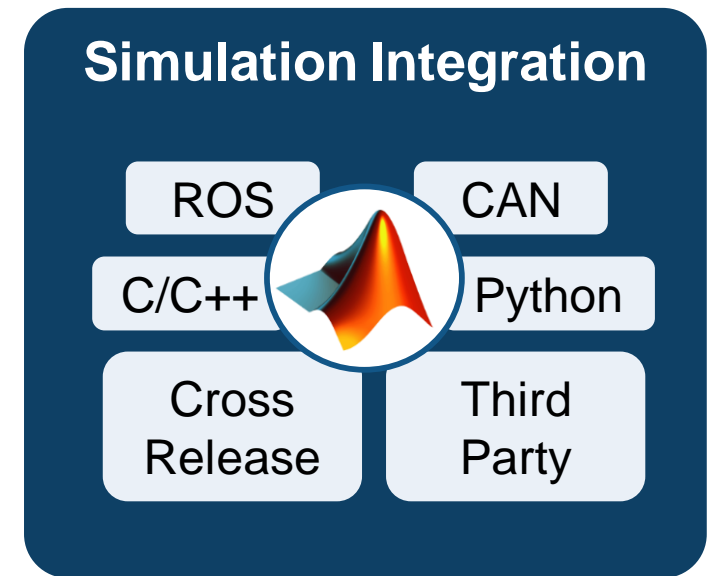 Simulation Integration
ROS
CAN
C/C++
Python
Cross
Release
Third
Party